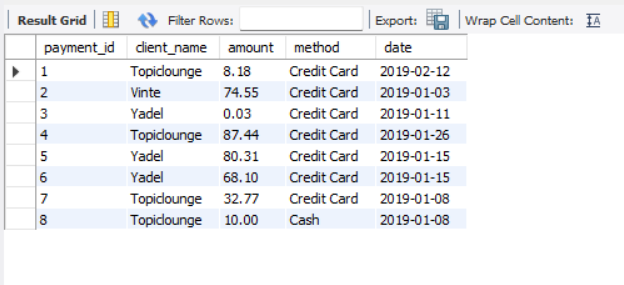 Result Grid Filter Rows: Export: Wrap Cell Content: IA
payment_id client_name amount method date
1 Topiclounge 8.18 Credit Card 2019-02-12
2 Vinte 74.55 Credit Card 2019-01-03
3 Yadel 0.03 Credit Card 2019-01-11
4 Topiclounge 87.44 Credit Card 2019-01-26
5 Yadel 80.31 Credit Card 2019-01-15
6 Yadel 68.10 Credit Card 2019-01-15
7 Topiclounge 32.77 Credit Card 2019-01-08
8 Topiclounge 10.00 Cash 2019-01-08